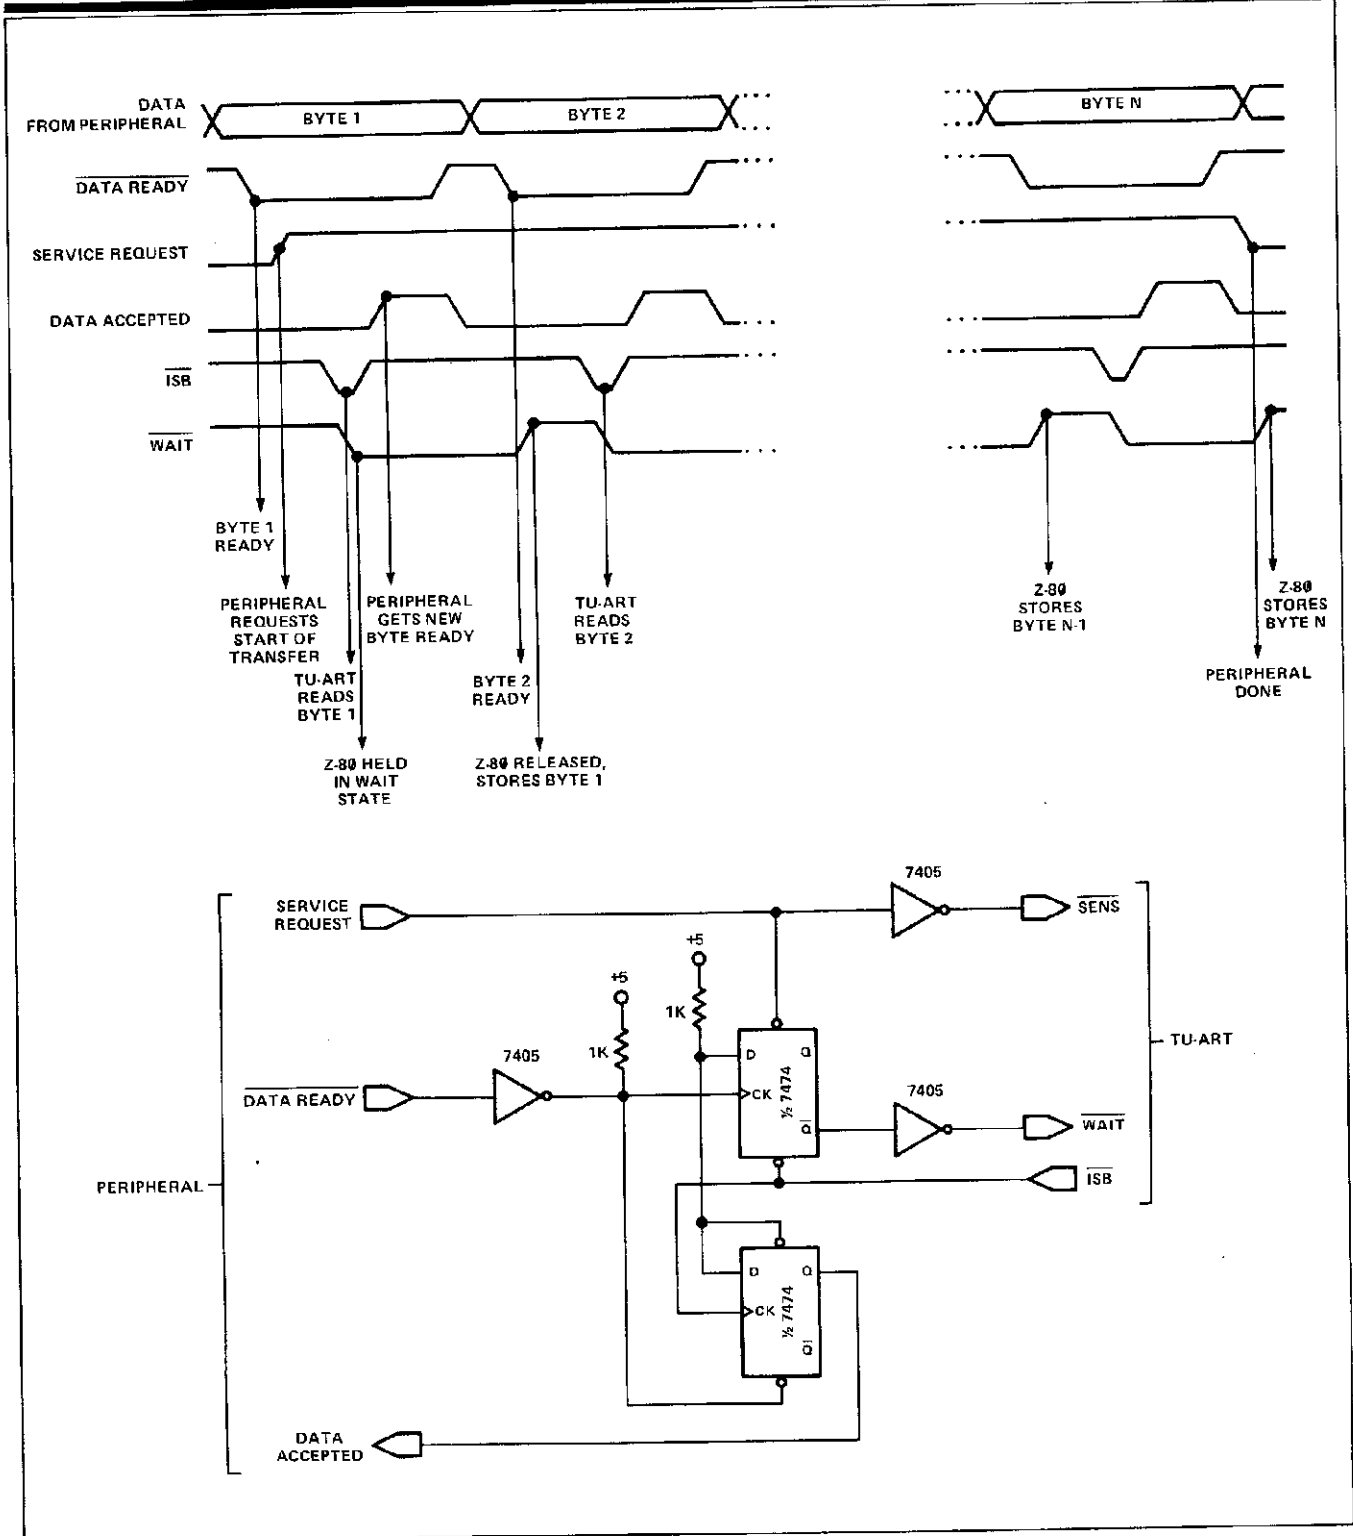 DATA
FROM PERIPHERAL
BYTE 1
BYTE 2
BYTE N
DATA READY
SERVICE REQUEST
DATA ACCEPTED
ISB
WAIT
BYTE 1
READY
PERIPHERAL
REQUESTS
START OF
TRANSFER
TU-ART
READS
BYTE 1
Z-80 HELD
IN WAIT
STATE
PERIPHERAL
GETS NEW
BYTE READY
BYTE 2
READY
Z-80 RELEASED,
STORES BYTE 1
TU-ART
READS
BYTE 2
Z-80
STORES
BYTE N-1
Z-80
STORES
BYTE N
PERIPHERAL
DONE
SERVICE
REQUEST
7405
SENS
+5
1K
+5
1K
DATA READY
7405
D
Q
CK
½ 7474
Q
7405
WAIT
ISB
TU-ART
PERIPHERAL
D
Q
CK
½ 7474
Q
DATA
ACCEPTED